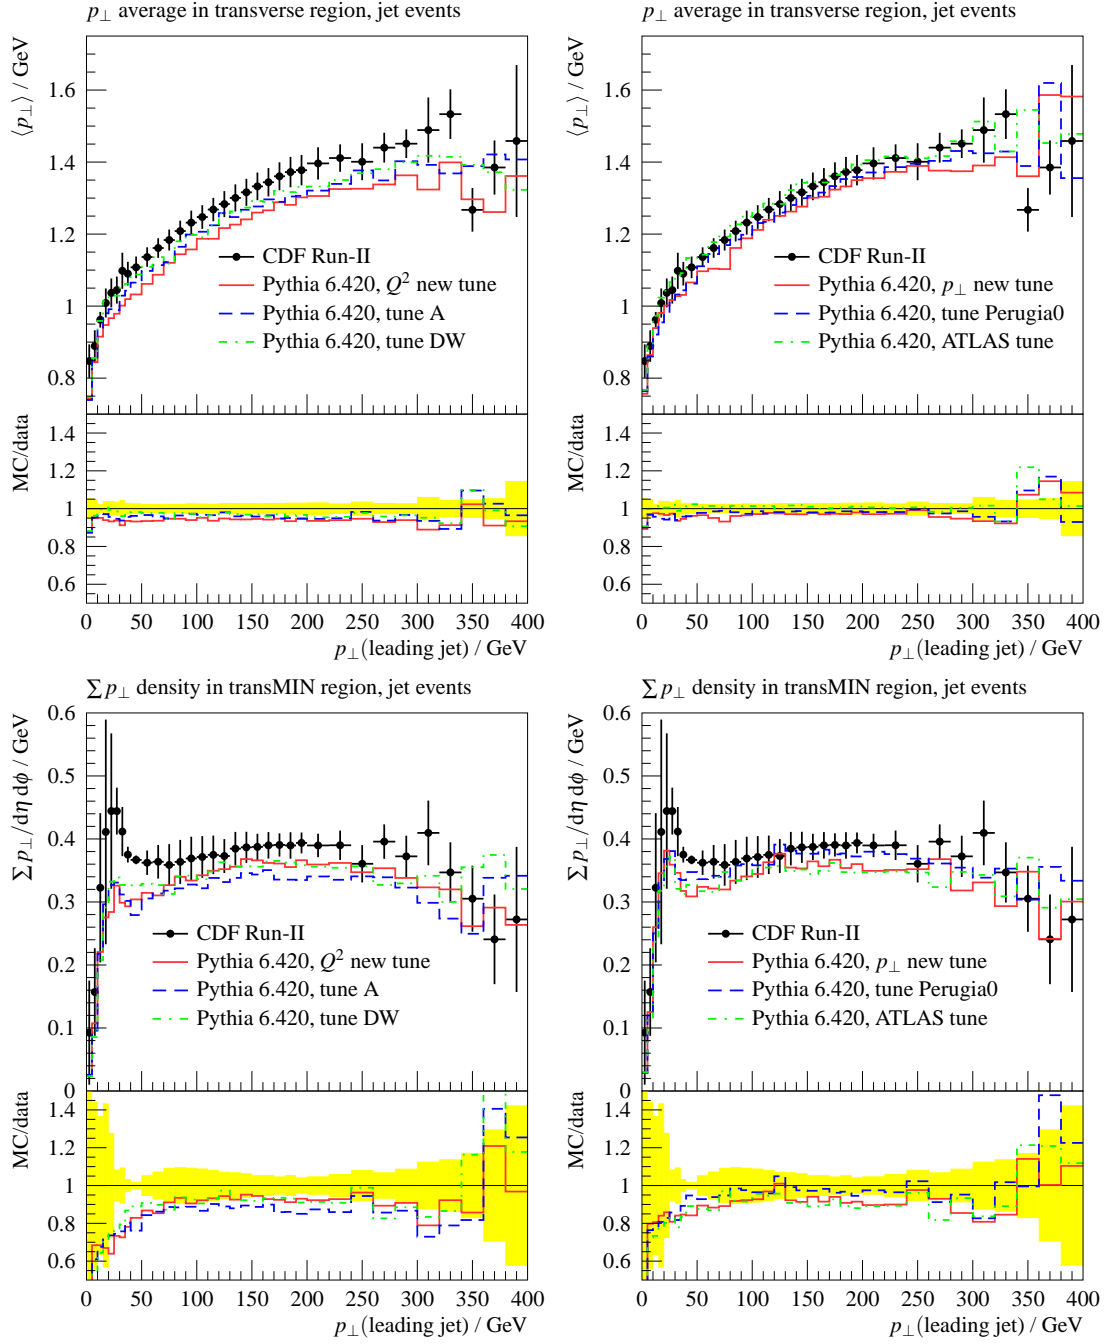 p⊥ average in transverse region, jet events
⟨p⊥⟩ / GeV
1.6
1.4
1.2
1
0.8
CDF Run-II
Pythia 6.420, Q² new tune
Pythia 6.420, tune A
Pythia 6.420, tune DW
MC/data
1.4
1.2
1
0.8
0.6
0 50 100 150 200 250 300 350 400
p⊥(leading jet) / GeV
p⊥ average in transverse region, jet events
⟨p⊥⟩ / GeV
1.6
1.4
1.2
1
0.8
CDF Run-II
Pythia 6.420, p⊥ new tune
Pythia 6.420, tune Perugia0
Pythia 6.420, ATLAS tune
MC/data
1.4
1.2
1
0.8
0.6
0 50 100 150 200 250 300 350 400
p⊥(leading jet) / GeV
∑ p⊥ density in transMIN region, jet events
∑ p⊥/dη dϕ / GeV
0.6
0.5
0.4
0.3
0.2
0.1
0
CDF Run-II
Pythia 6.420, Q² new tune
Pythia 6.420, tune A
Pythia 6.420, tune DW
MC/data
1.4
1.2
1
0.8
0.6
0 50 100 150 200 250 300 350 400
p⊥(leading jet) / GeV
∑ p⊥ density in transMIN region, jet events
∑ p⊥/dη dϕ / GeV
0.6
0.5
0.4
0.3
0.2
0.1
0
CDF Run-II
Pythia 6.420, p⊥ new tune
Pythia 6.420, tune Perugia0
Pythia 6.420, ATLAS tune
MC/data
1.4
1.2
1
0.8
0.6
0 50 100 150 200 250 300 350 400
p⊥(leading jet) / GeV